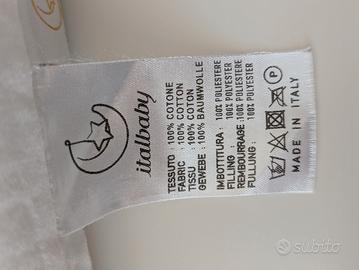 italbaby
TESSUTO : 100% COTONE
FABRIC : 100% COTTON
TISSU : 100% COTON
GEWEBE : 100% BAUMWOLLE
IMBOTTITURA : 100% POLIESTERE
FILLING : 100% POLYESTER
REMBOURRAGE: 100% POLIESTERE
FULLUNG : 100% POLYESTER
P
MADE IN ITALY
subito